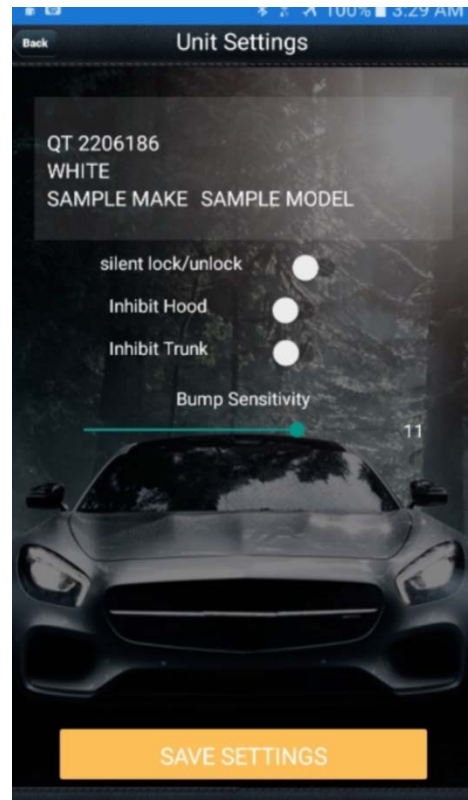 100% 3:29 AM
Back
Unit Settings
QT 2206186
WHITE
SAMPLE MAKE SAMPLE MODEL
silent lock/unlock
Inhibit Hood
Inhibit Trunk
Bump Sensitivity
11
SAVE SETTINGS